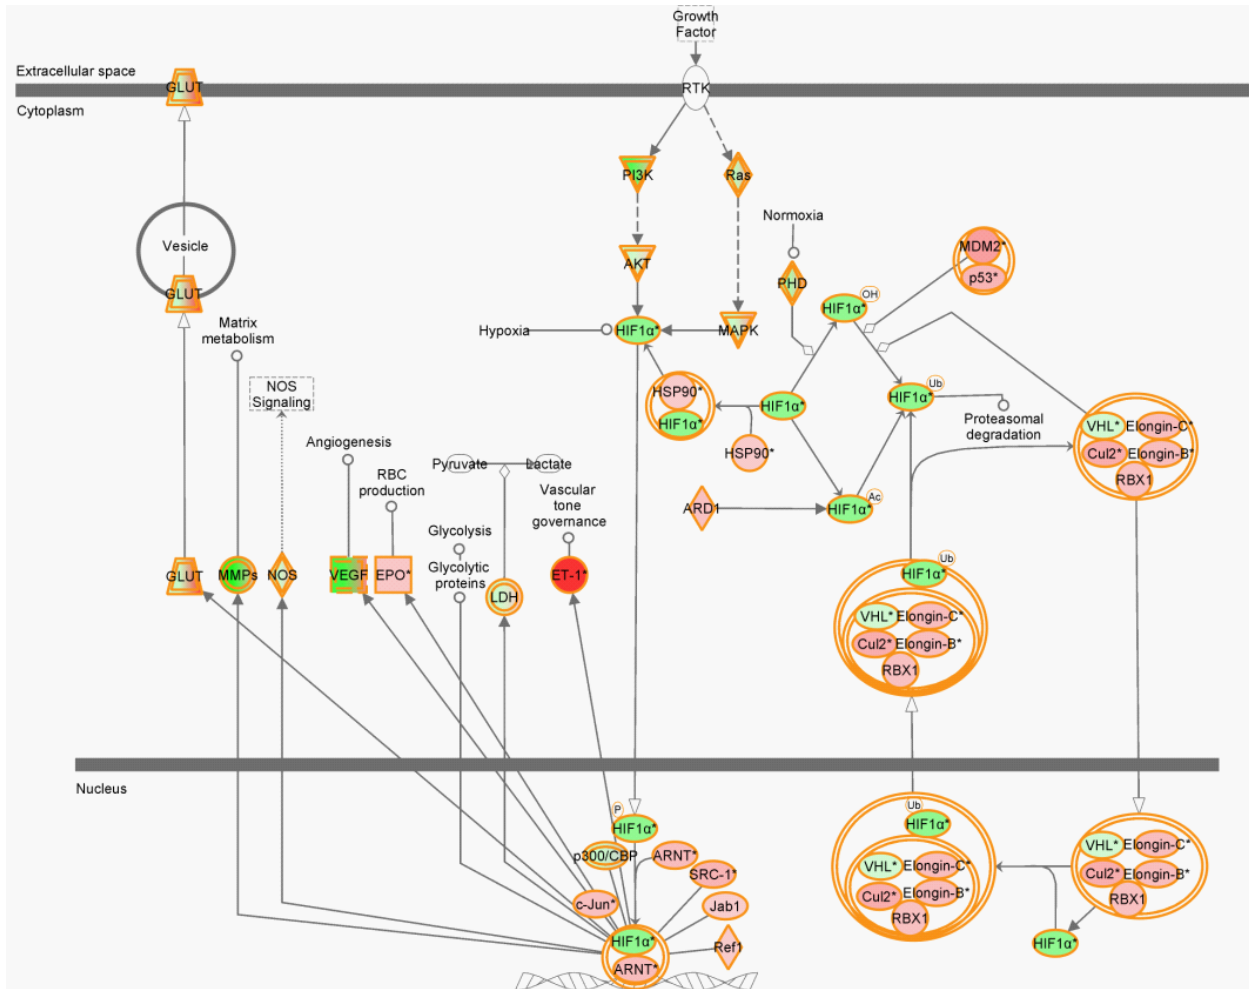 Growth
Factor
Extracellular space
GLUT
RTK
Cytoplasm
PI3K
Ras
Normoxia
Vesicle
MDM2*
AKT
PHD
p53*
GLUT
OH
HIF1α*
Matrix
metabolism
Hypoxia
HIF1α*
MAPK
NOS
Signaling
HSP90*
HIF1α*
HIF1α*
Ub
HIF1α*
Proteasomal
degradation
HIF1α*
VHL*
Elongin-C*
Angiogenesis
HSP90*
Cul2*
Elongin-B*
Pyruvate
Lactate
RBC
production
RBX1
Vascular
tone
governance
Ac
ARD1
HIF1α*
Glycolysis
Glycolytic
proteins
Ub
GLUT
MMPs
NOS
VEGF
EPO*
ET-1*
HIF1α*
LDH
VHL*
Elongin-C*
Cul2*
Elongin-B*
RBX1
Nucleus
P
HIF1α*
Ub
HIF1α*
p300/CBP
ARNT*
VHL*
Elongin-C*
VHL*
Elongin-C*
SRC-1*
Cul2*
Elongin-B*
Cul2*
Elongin-B*
c-Jun*
Jab1
RBX1
RBX1
HIF1α*
Ref1
HIF1α*
ARNT*